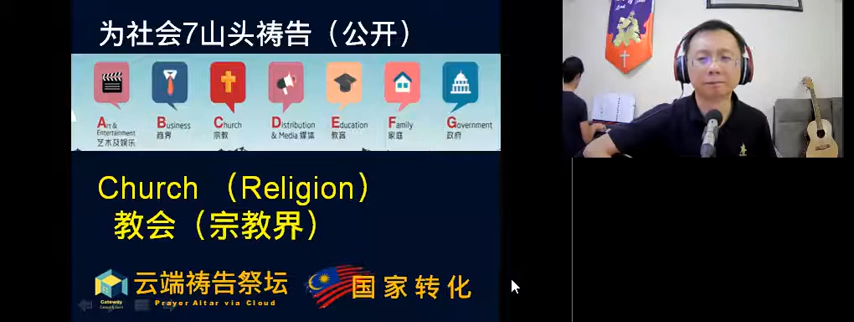 为社会7山头祷告（公开）
Art & Entertainment 艺术及娱乐
Business 商界
Church 宗教
Distribution & Media 媒体
Education 教育
Family 家庭
Government 政府
Church （Religion）
教会（宗教界）
云端祷告祭坛
Prayer Altar via Cloud
Gateway
国家转化